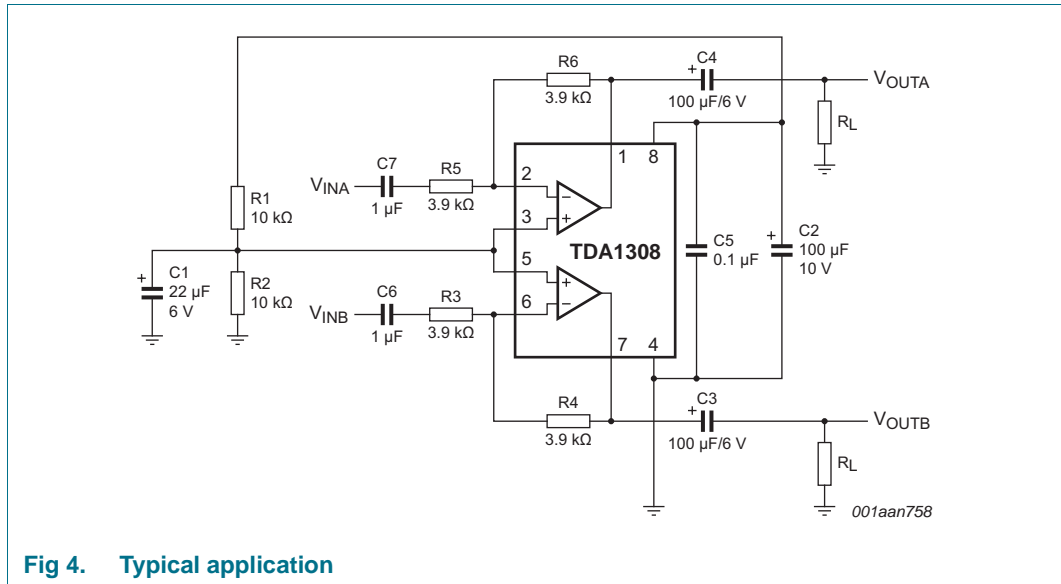 R6
3.9 kΩ
C4
+
100 μF/6 V
VOUTA
RL
1
8
C7
VINA
1 μF
R5
3.9 kΩ
2
−
3
+
R1
10 kΩ
TDA1308
C5
0.1 μF
+
C2
100 μF
10 V
+
C1
22 μF
6 V
R2
10 kΩ
5
+
6
−
C6
VINB
1 μF
R3
3.9 kΩ
7
4
R4
3.9 kΩ
C3
+
100 μF/6 V
VOUTB
RL
001aan758
Fig 4. Typical application